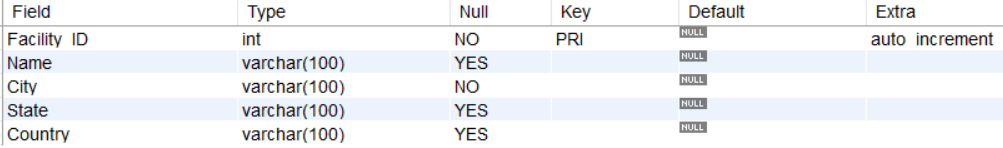 Field Type Null Key Default Extra
Facility_ID int NO PRI NULL auto_increment
Name varchar(100) YES NULL
City varchar(100) NO NULL
State varchar(100) YES NULL
Country varchar(100) YES NULL